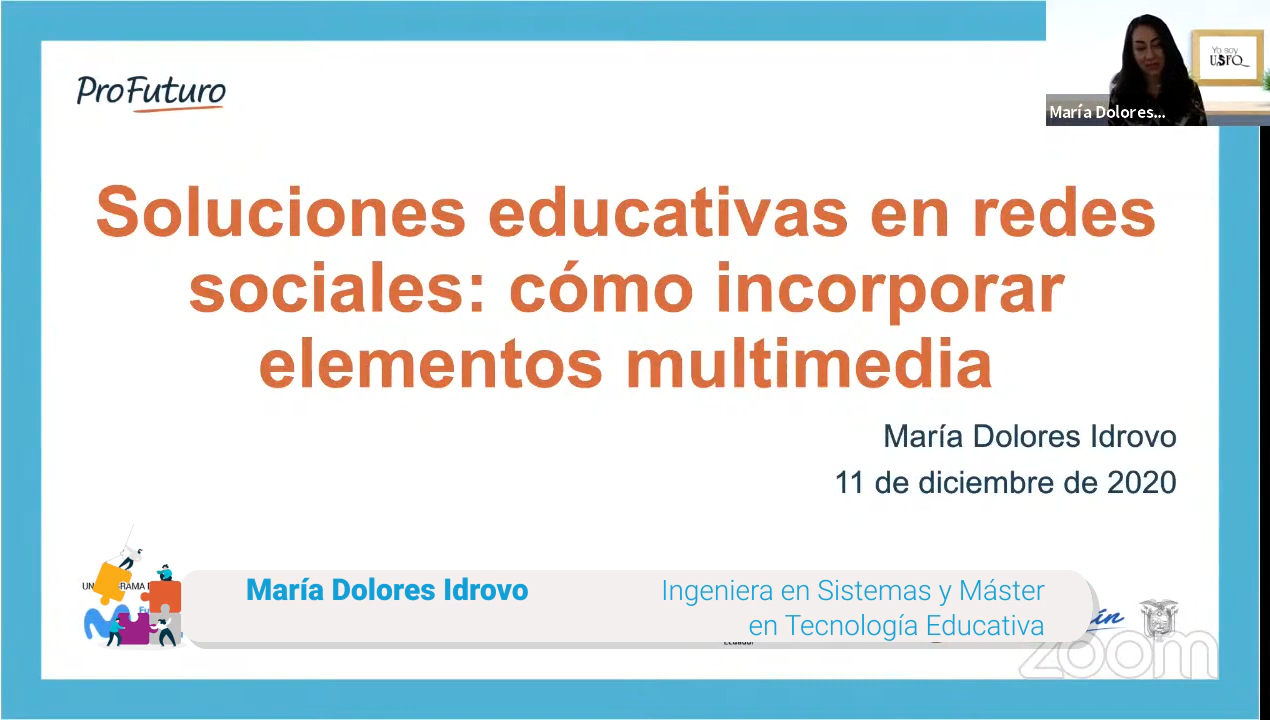 ProFuturo
Yo soy
USFQ
María Dolores...
Soluciones educativas en redes
sociales: cómo incorporar
elementos multimedia
María Dolores Idrovo
11 de diciembre de 2020
María Dolores Idrovo
Ingeniera en Sistemas y Máster
en Tecnología Educativa
zoom